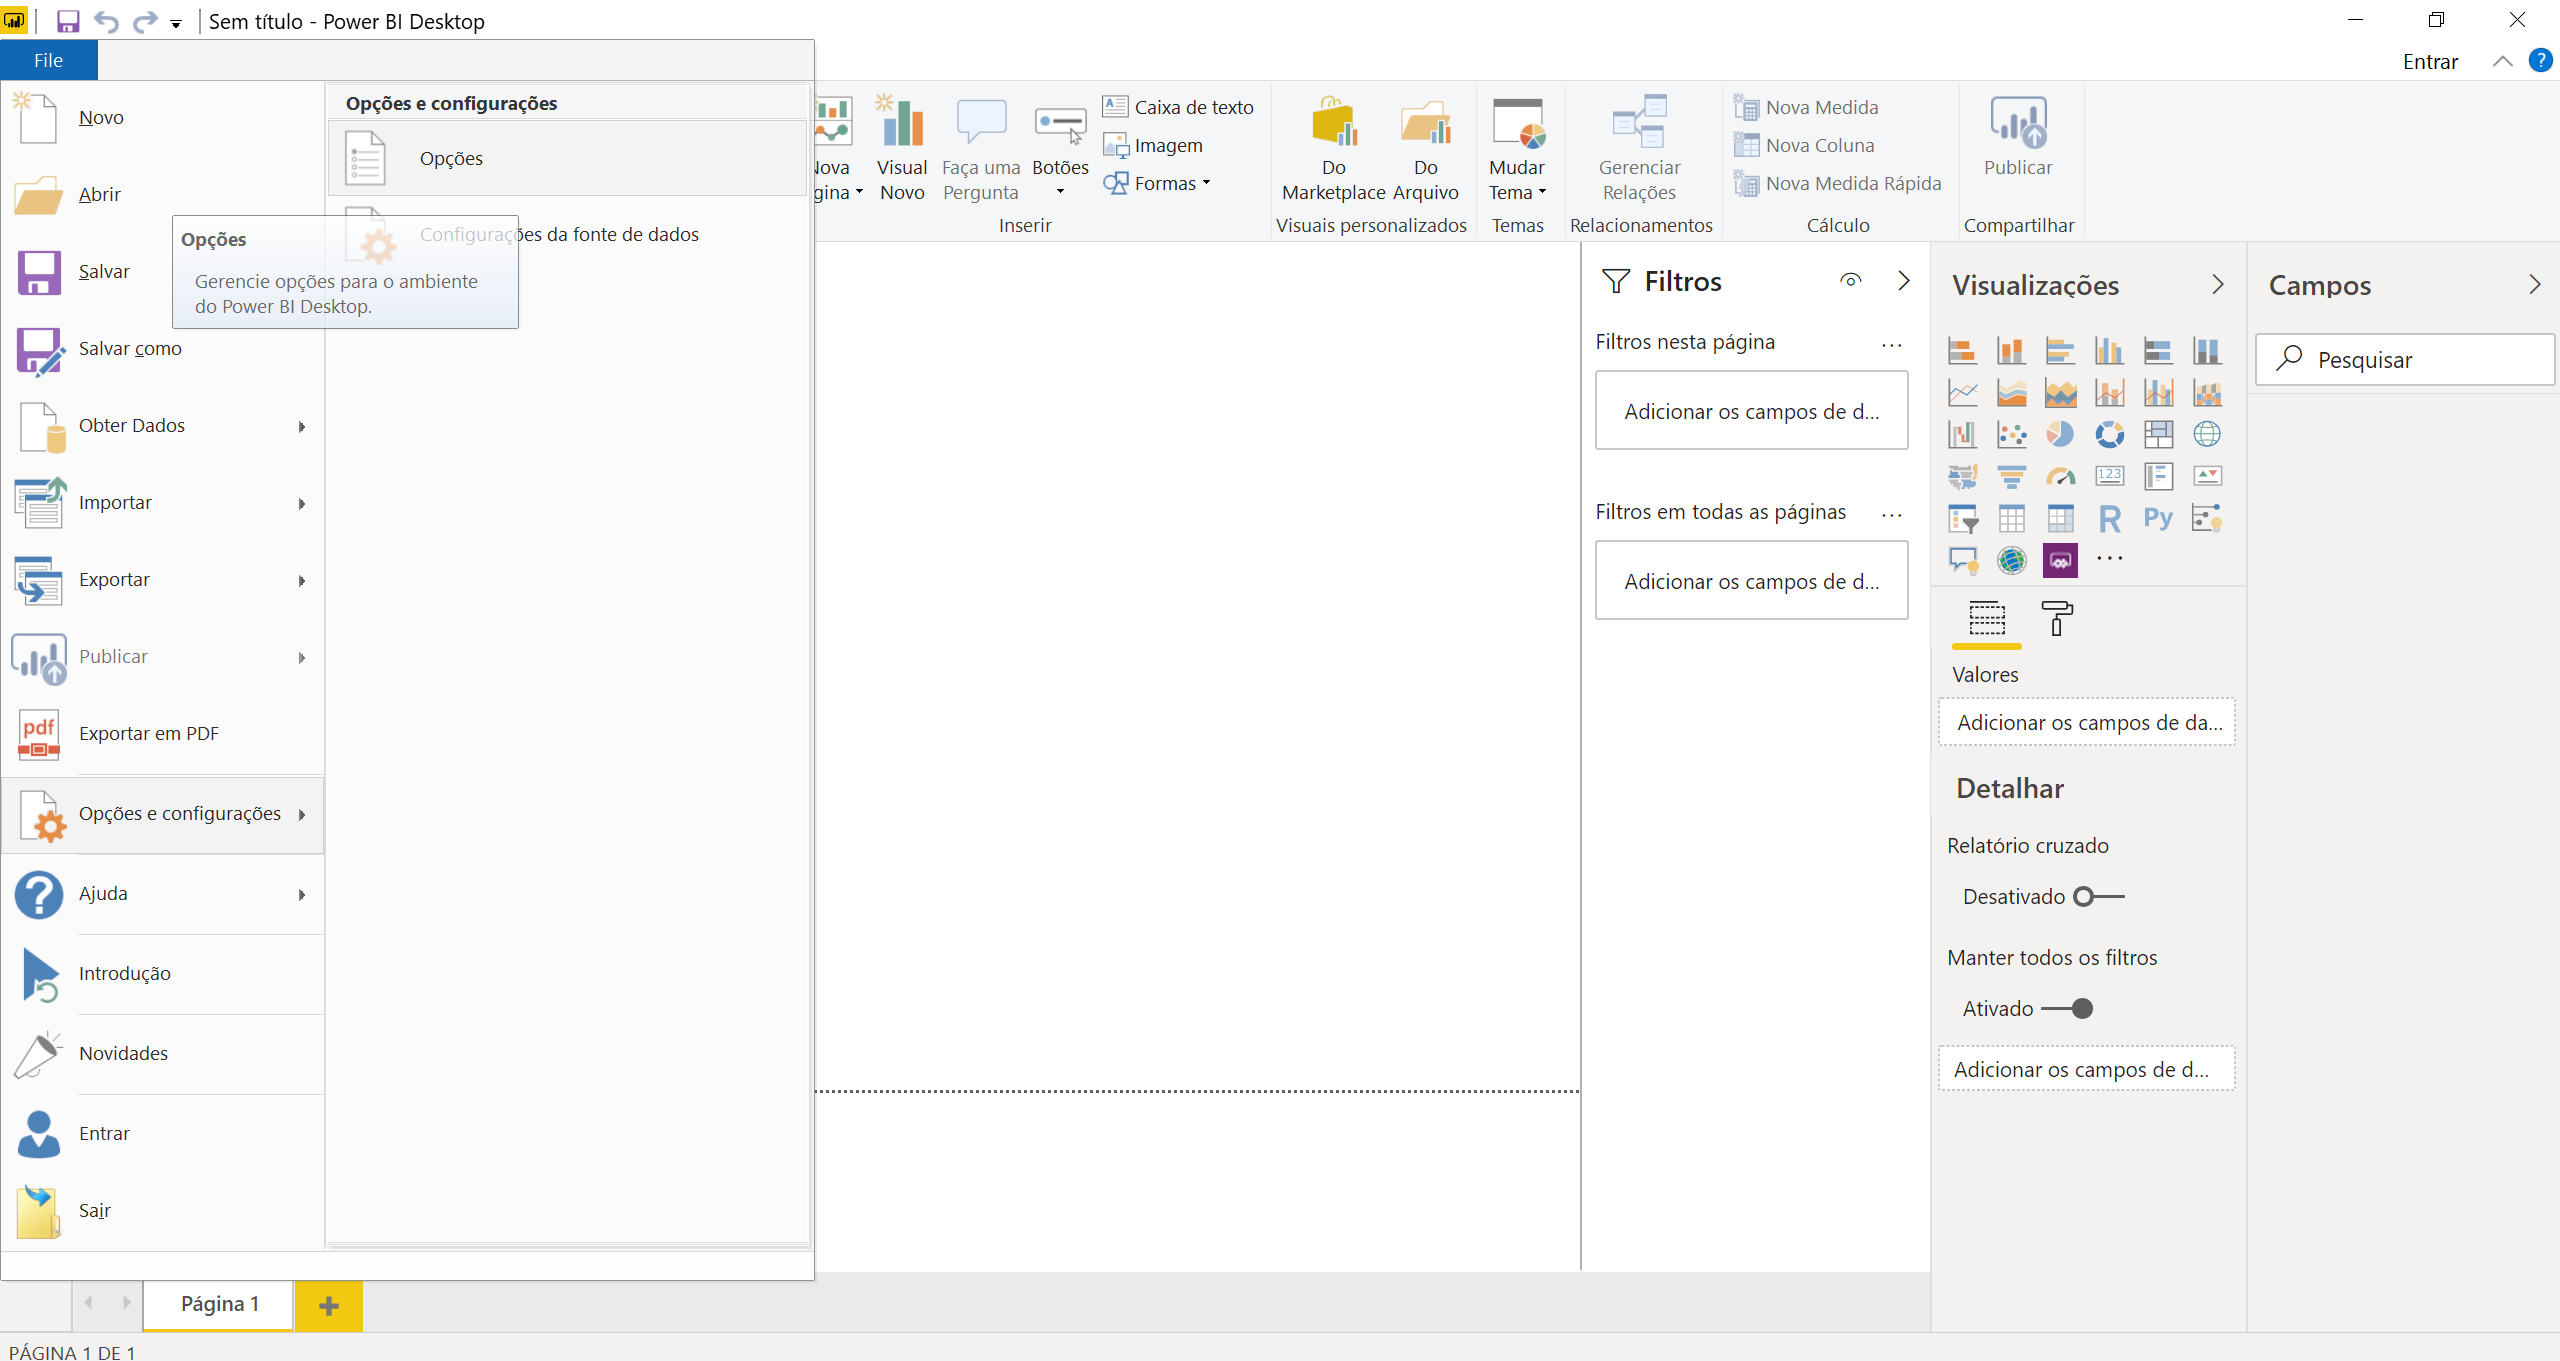 Sem título - Power BI Desktop
File
Entrar
?
Novo
Abrir
Salvar
Salvar como
Obter Dados
Importar
Exportar
Publicar
pdf
Exportar em PDF
Opções e configurações
?
Ajuda
Introdução
Novidades
Entrar
Sair
Opções e configurações
Opções
Configurações da fonte de dados
Opções
Gerencie opções para o ambiente
do Power BI Desktop.
Visual
Novo
Faça uma
Pergunta
Botões
A
Caixa de texto
Imagem
Formas
Inserir
Do
Marketplace
Do
Arquivo
Visuais personalizados
Mudar
Tema
Temas
Gerenciar
Relações
Relacionamentos
Nova Medida
Nova Coluna
Nova Medida Rápida
Cálculo
Publicar
Compartilhar
Filtros
Filtros nesta página
...
Adicionar os campos de d...
Filtros em todas as páginas
...
Adicionar os campos de d...
Visualizações
123
R
Py
...
Valores
Adicionar os campos de da...
Detalhar
Relatório cruzado
Desativado
Manter todos os filtros
Ativado
Adicionar os campos de d...
Campos
Pesquisar
Página 1
+
PÁGINA 1 DE 1